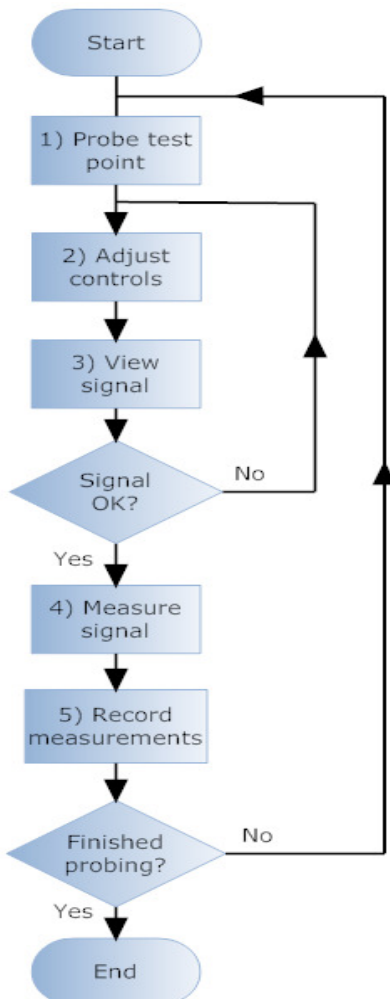 Start
1) Probe test
point
2) Adjust
controls
3) View
signal
Signal
OK?
No
Yes
4) Measure
signal
5) Record
measurements
Finished
probing?
No
Yes
End